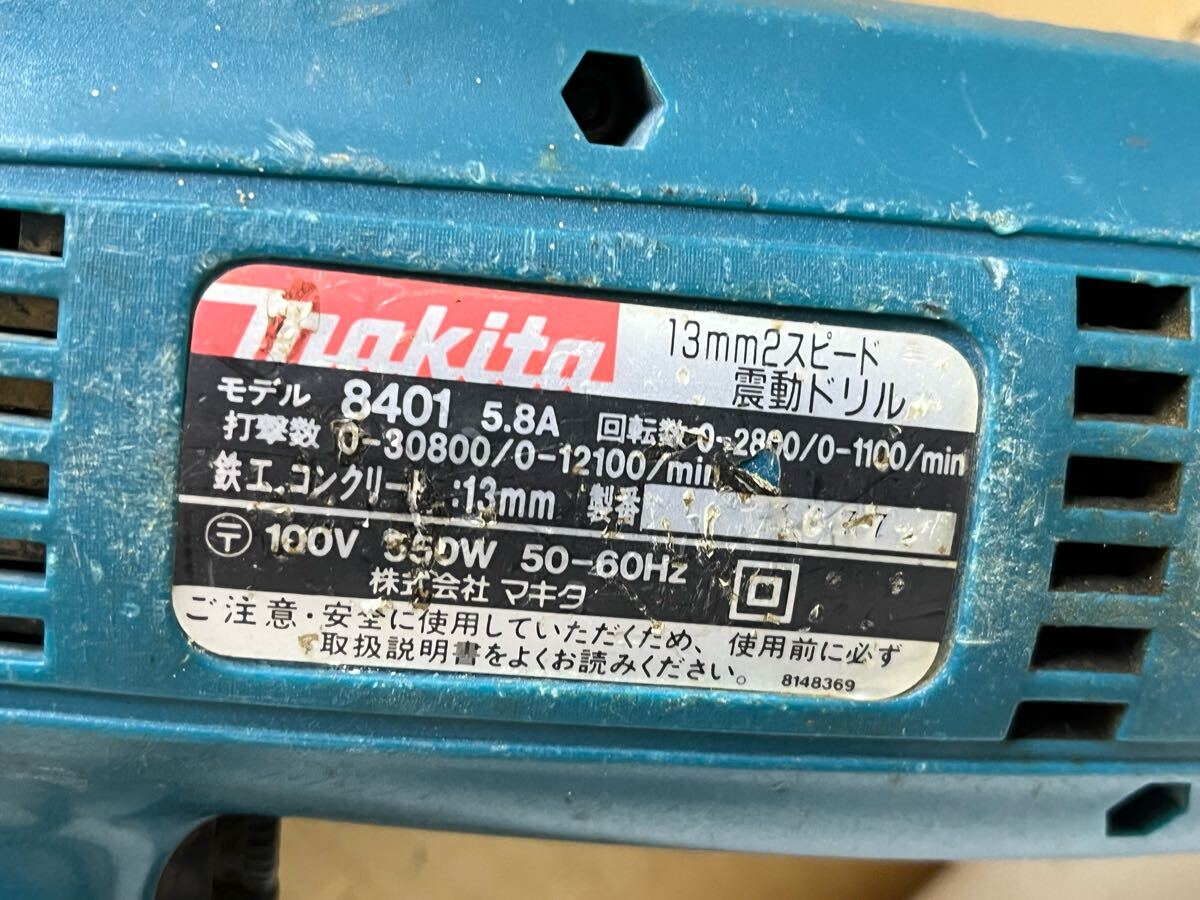 makita
13mm2スピード
震動ドリル
モデル 8401 5.8A 回転数 0-2800/0-1100/min
打撃数 0-30800/0-12100/min
鉄工、コンクリート :13mm 製番
〒 100V 550W 50-60Hz
株式会社 マキタ
ご注意・安全に使用していただくため、使用前に必ず
取扱説明書をよくお読みください。
8148369